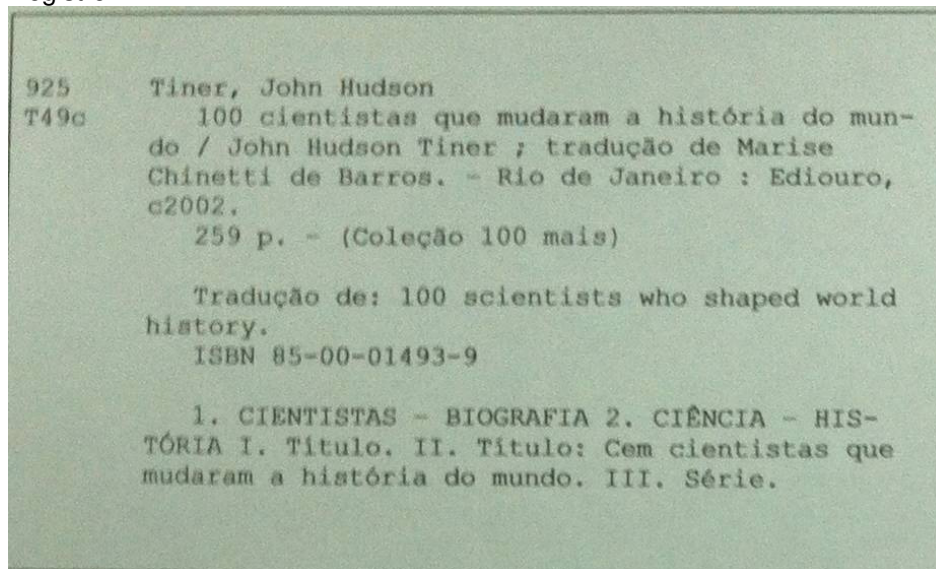 925 Tiner, John Hudson
T49c 100 cientistas que mudaram a história do mun-
do / John Hudson Tiner ; tradução de Marise
Chinetti de Barros. - Rio de Janeiro : Ediouro,
c2002.
259 p. - (Coleção 100 mais)
Tradução de: 100 scientists who shaped world
history.
ISBN 85-00-01493-9
1. CIENTISTAS - BIOGRAFIA 2. CIÊNCIA - HIS-
TÓRIA I. Título. II. Título: Cem cientistas que
mudaram a história do mundo. III. Série.